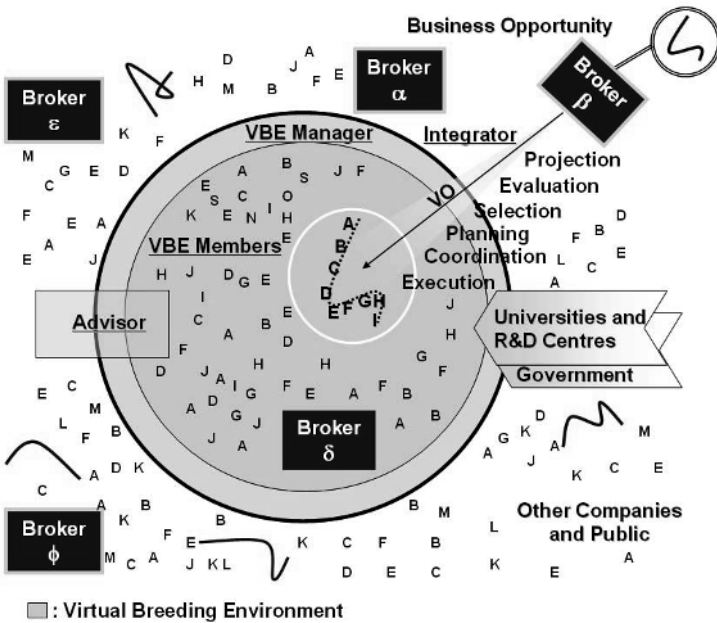 Business Opportunity
D A
H J
M B F E
Broker
α
Broker
β
Broker
ε
K F
VBE Manager
Integrator
M
C G E D
A B S J F
E S C I O
K E N H
E
Projection
Evaluation
Selection
Planning
Coordination
Execution
VO
F E A
E A J
D
F B
L C E
A
VBE Members
A
B
C
D
E F G H
I
H J D G E
I
C A B E
D
F
J
H
G F
Advisor
Universities and
R&D Centres
Government
H H
D J A I G F E A F B
A D G J
J A
A B
E C M
L F B
A D K
C
Broker
δ
D
A G K A M
J K C E
A K B
B
F
Broker
φ
M C A E J K L
K C F B
D E C
B M
L
K E A
Other Companies
and Public
: Virtual Breeding Environment